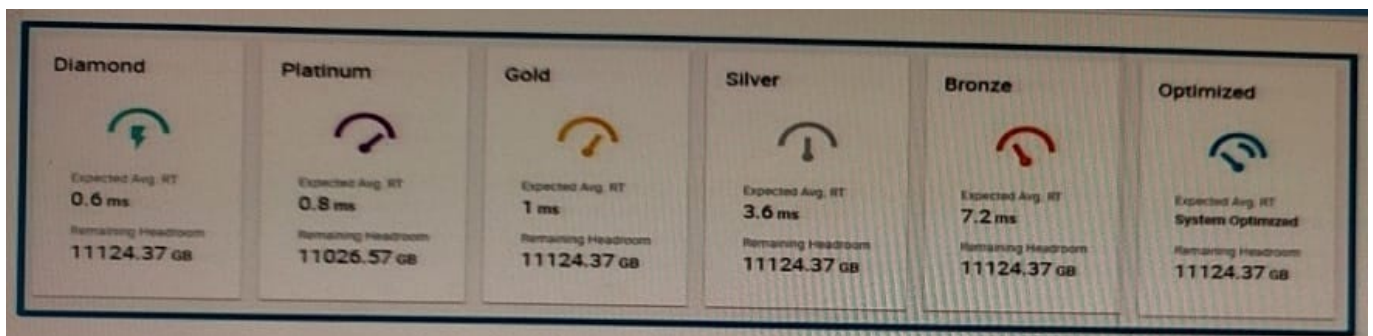 Diamond
Expected Avg. RT
0.6 ms
Remaining Headroom
11124.37 GB
Platinum
Expected Avg. RT
0.8 ms
Remaining Headroom
11026.57 GB
Gold
Expected Avg. RT
1 ms
Remaining Headroom
11124.37 GB
Silver
Expected Avg. RT
3.6 ms
Remaining Headroom
11124.37 GB
Bronze
Expected Avg. RT
7.2 ms
Remaining Headroom
11124.37 GB
Optimized
Expected Avg. RT
System Optimized
Remaining Headroom
11124.37 GB